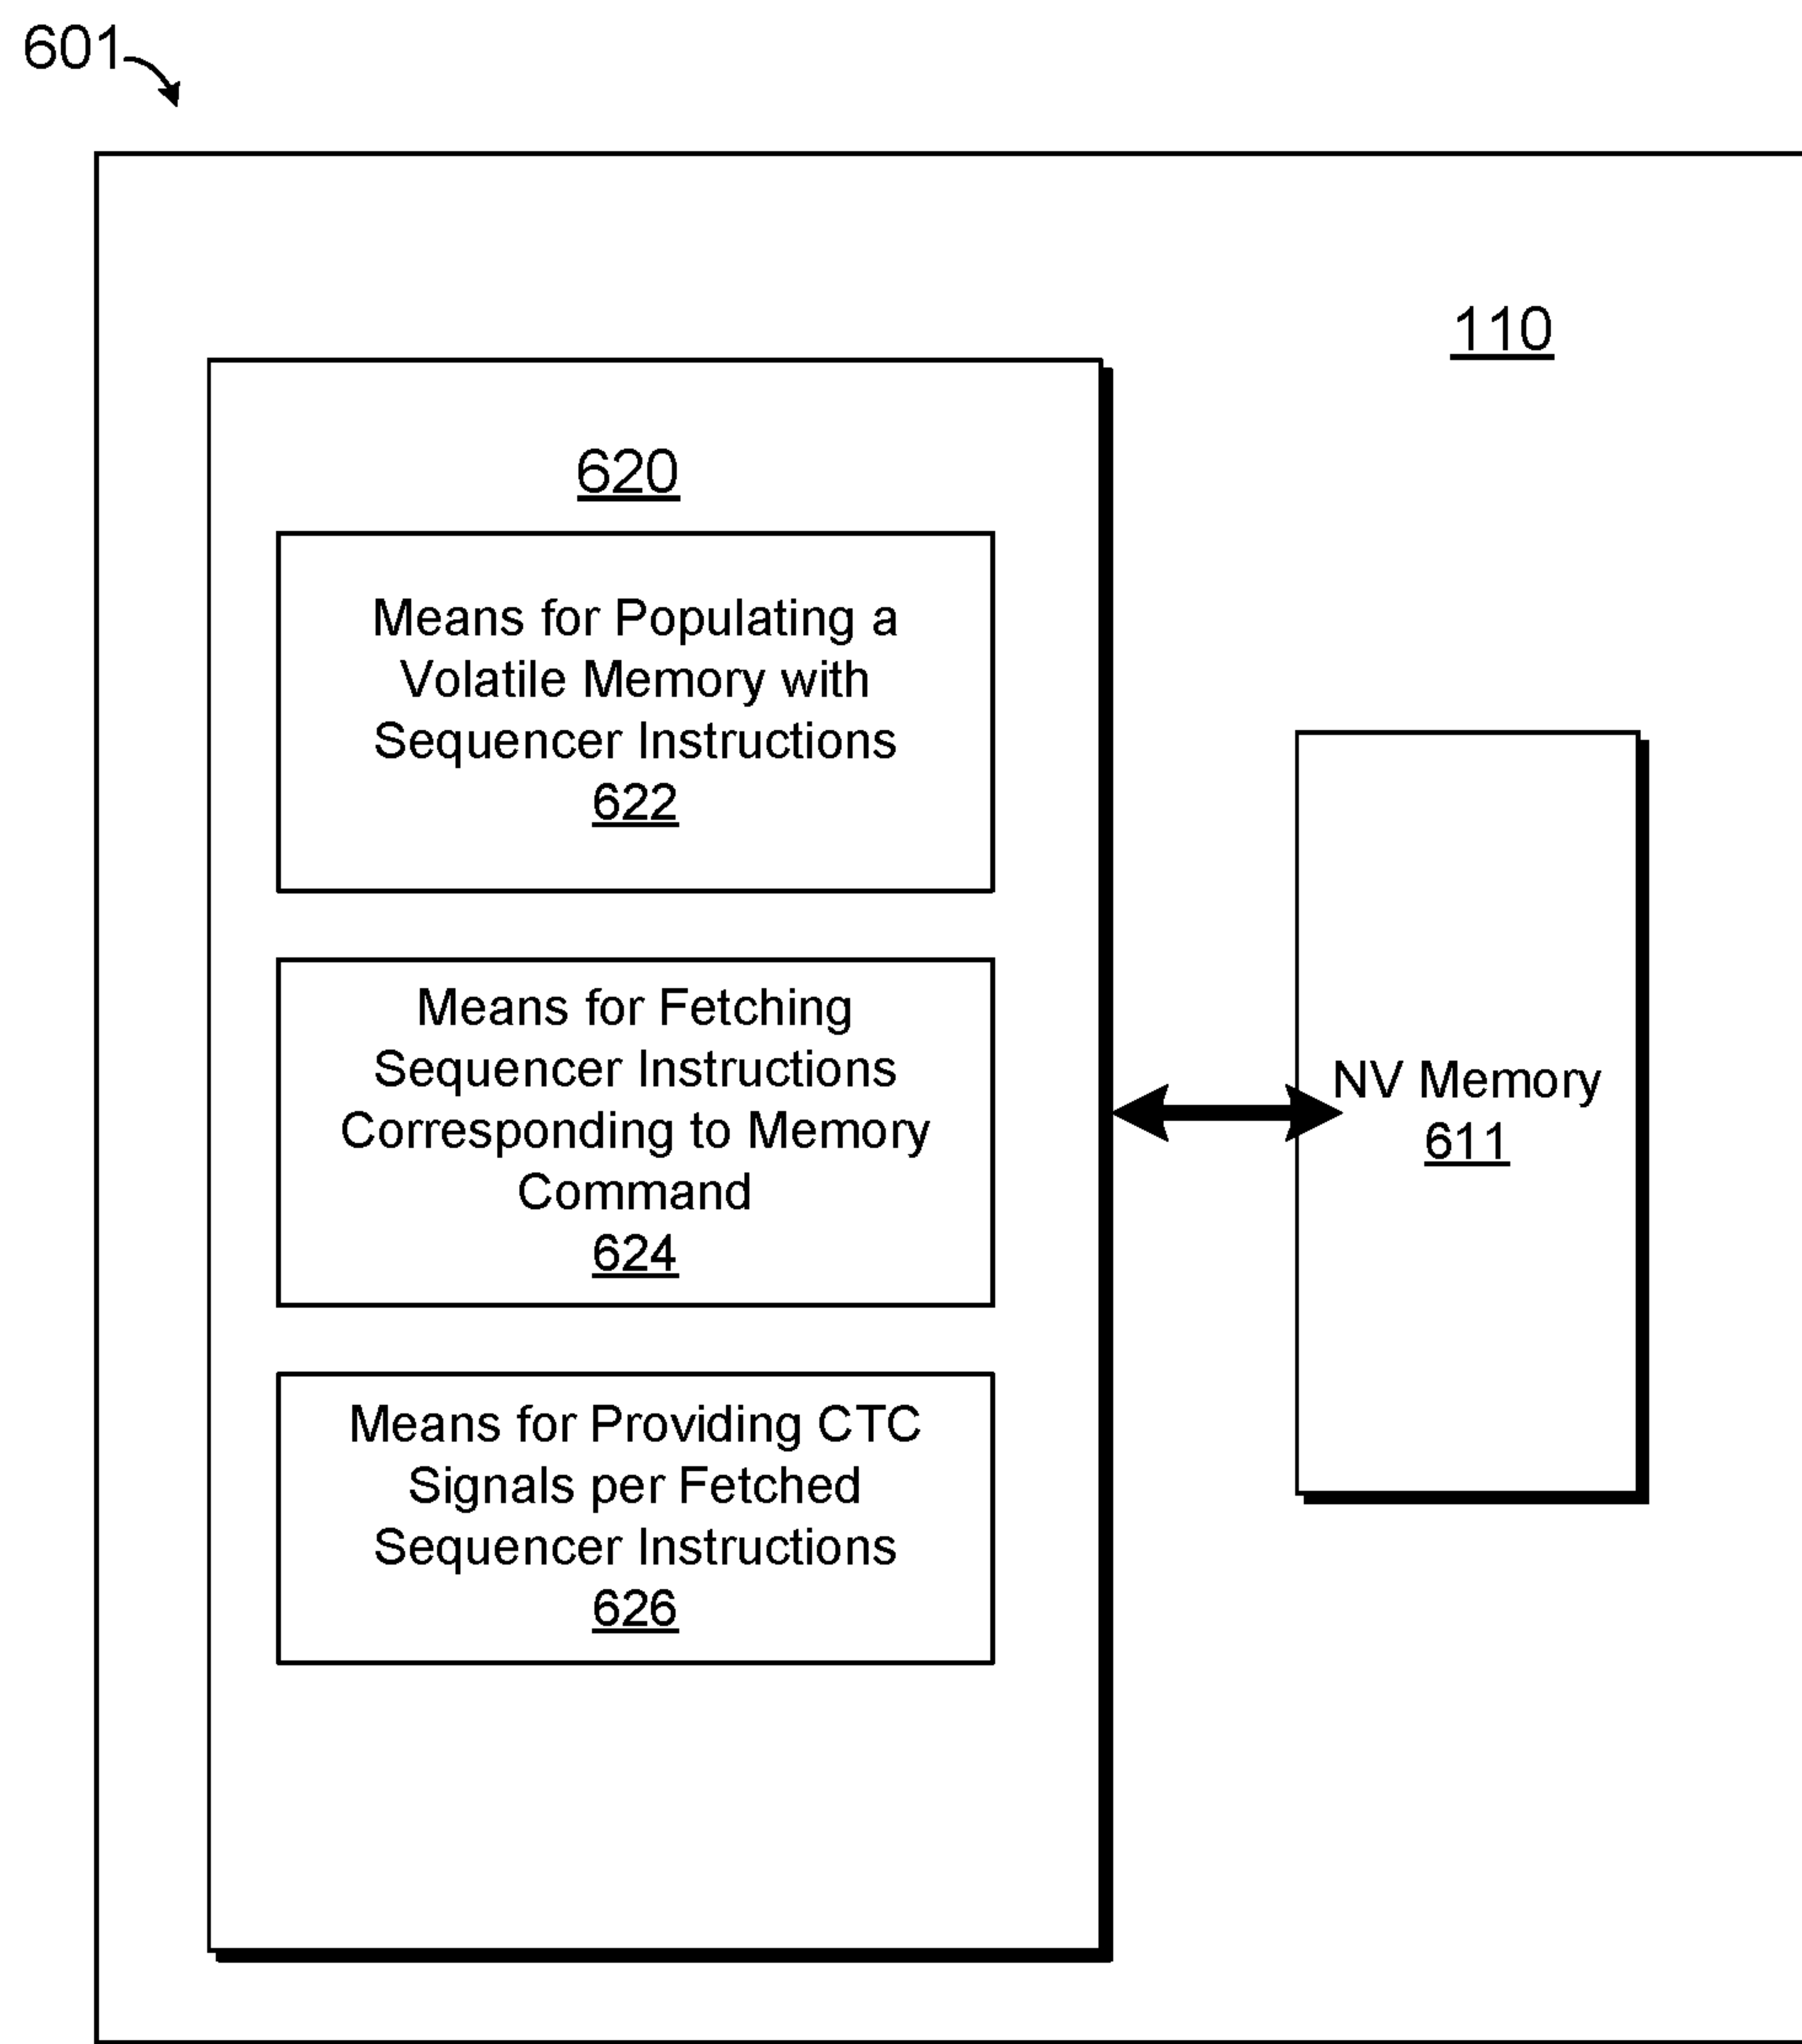 601
110
620
Means for Populating a
Volatile Memory with
Sequencer Instructions
622
Means for Fetching
Sequencer Instructions
Corresponding to Memory
Command
624
Means for Providing CTC
Signals per Fetched
Sequencer Instructions
626
NV Memory
611